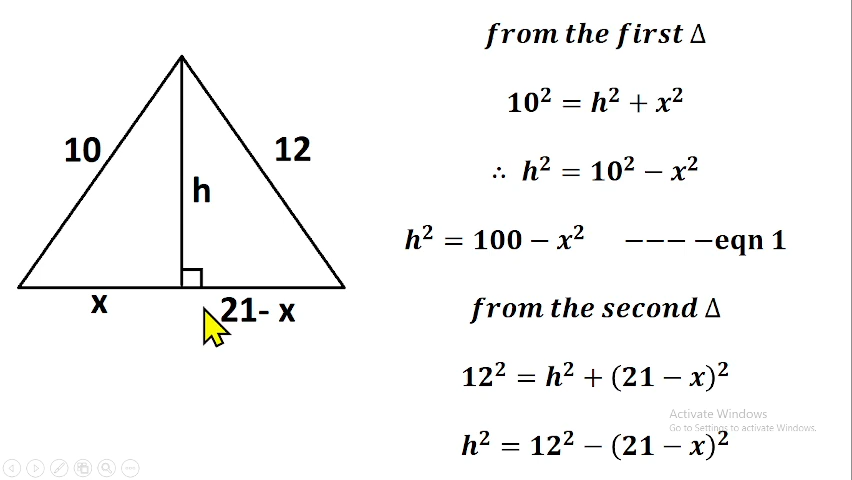 from the first Δ
10² = h² + x²
∴ h² = 10² − x²
h² = 100 − x² −−− −eqn 1
from the second Δ
12² = h² + (21 − x)²
h² = 12² − (21 − x)²
10
12
h
x
21- x
Activate Windows
Go to Settings to activate Windows.